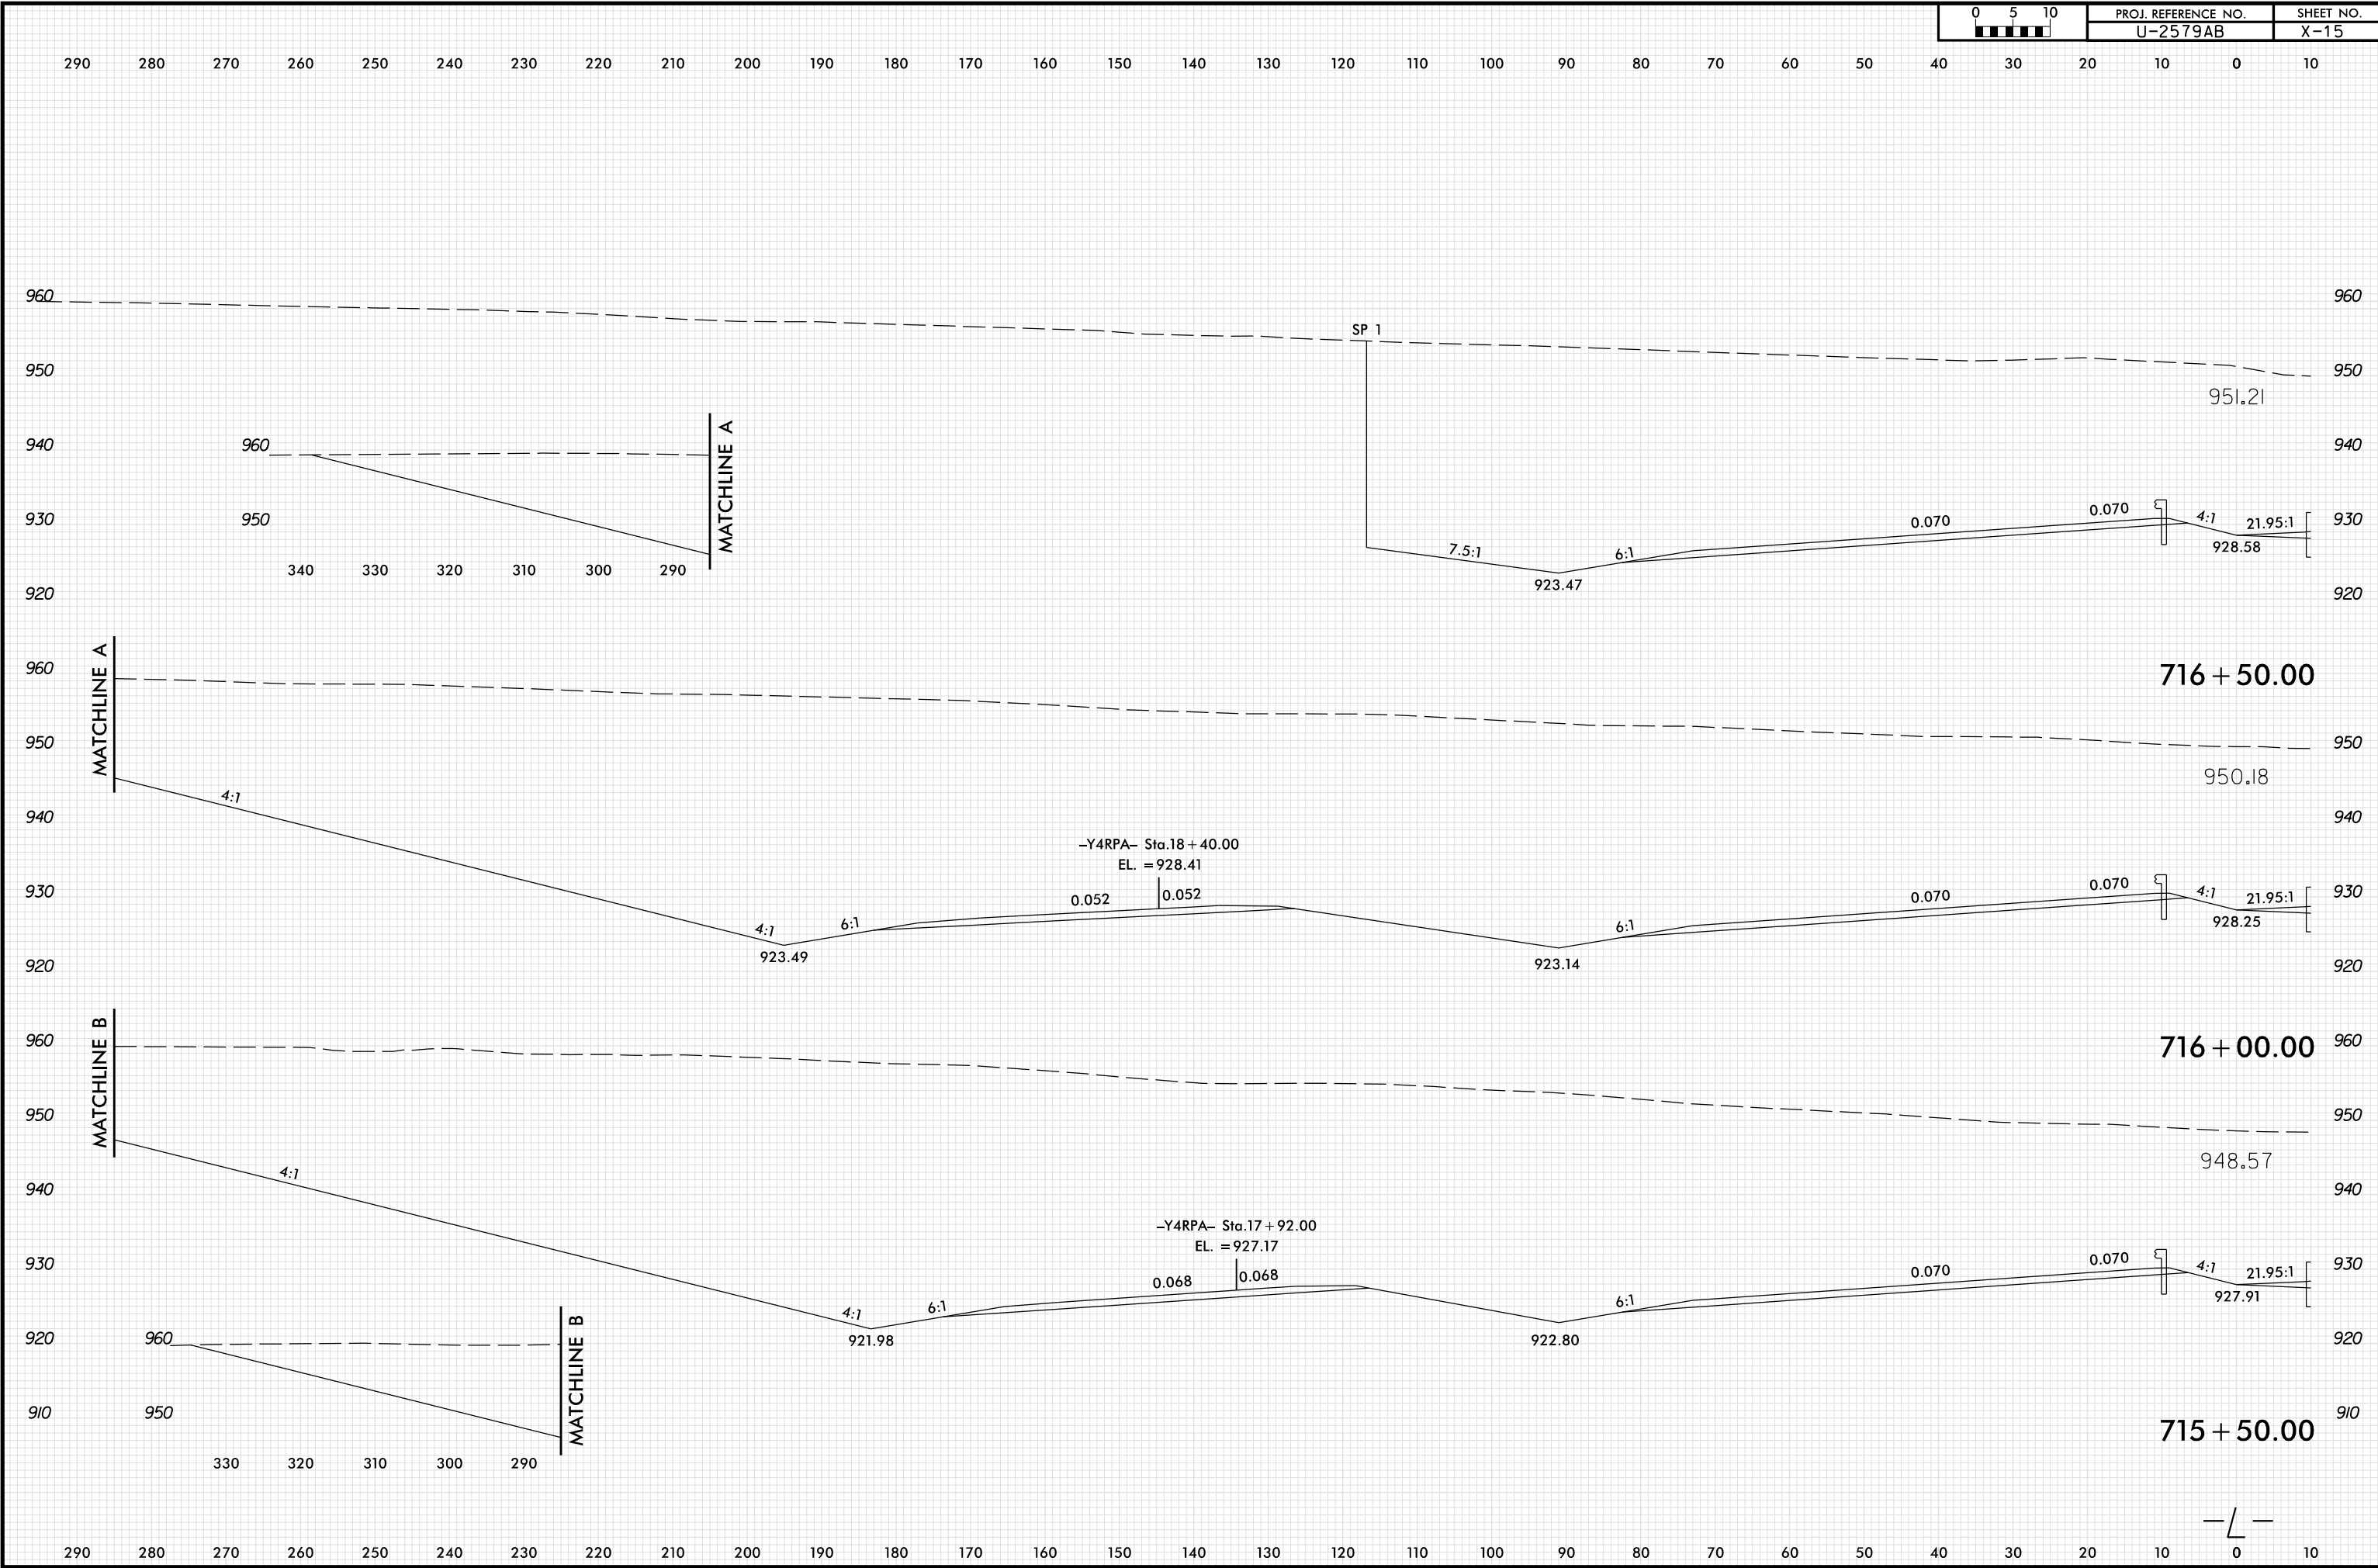 0 5 10
PROJ. REFERENCE NO. SHEET NO.
U-2579AB X-15
290 280 270 260 250 240 230 220 210 200 190 180 170 160 150 140 130 120 110 100 90 80 70 60 50 40 30 20 10 0 10
960 960
SP 1
950 950
951.21
MATCHLINE A
940 960 940
930 950 0.070 0.070 4:1 21.95:1 930
7.5:1 6:1 928.58
340 330 320 310 300 290
923.47
920 920
MATCHLINE A
960 960
716+50.00
950 950
950.18
4:1
940 940
-Y4RPA- Sta.18+40.00
EL. =928.41
930 0.052 0.052 0.070 0.070 4:1 21.95:1 930
4:1 6:1 6:1 928.25
923.49 923.14
920 920
MATCHLINE B
960 716+00.00 960
950 950
948.57
4:1
940 940
-Y4RPA- Sta.17+92.00
EL. =927.17
930 0.068 0.068 0.070 0.070 4:1 21.95:1 930
4:1 6:1 6:1 927.91
MATCHLINE B
920 960 921.98 922.80 920
910 950 910
715+50.00
330 320 310 300 290
-L-
290 280 270 260 250 240 230 220 210 200 190 180 170 160 150 140 130 120 110 100 90 80 70 60 50 40 30 20 10 0 10